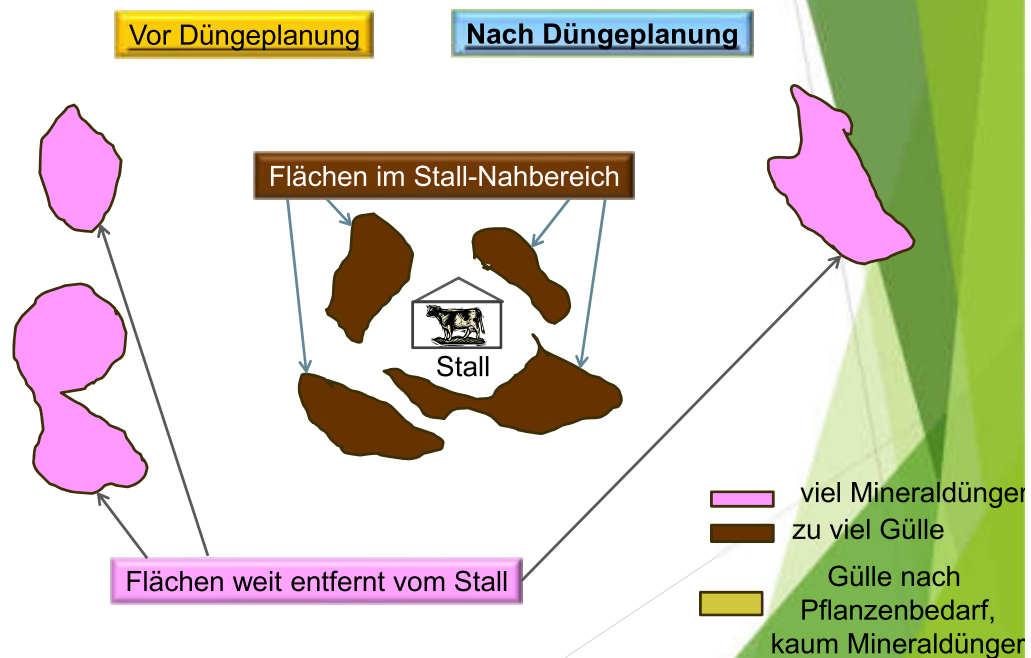 Vor Düngeplanung
Nach Düngeplanung
Flächen im Stall-Nahbereich
Stall
Flächen weit entfernt vom Stall
viel Mineraldünger
zu viel Gülle
Gülle nach
Pflanzenbedarf,
kaum Mineraldünger